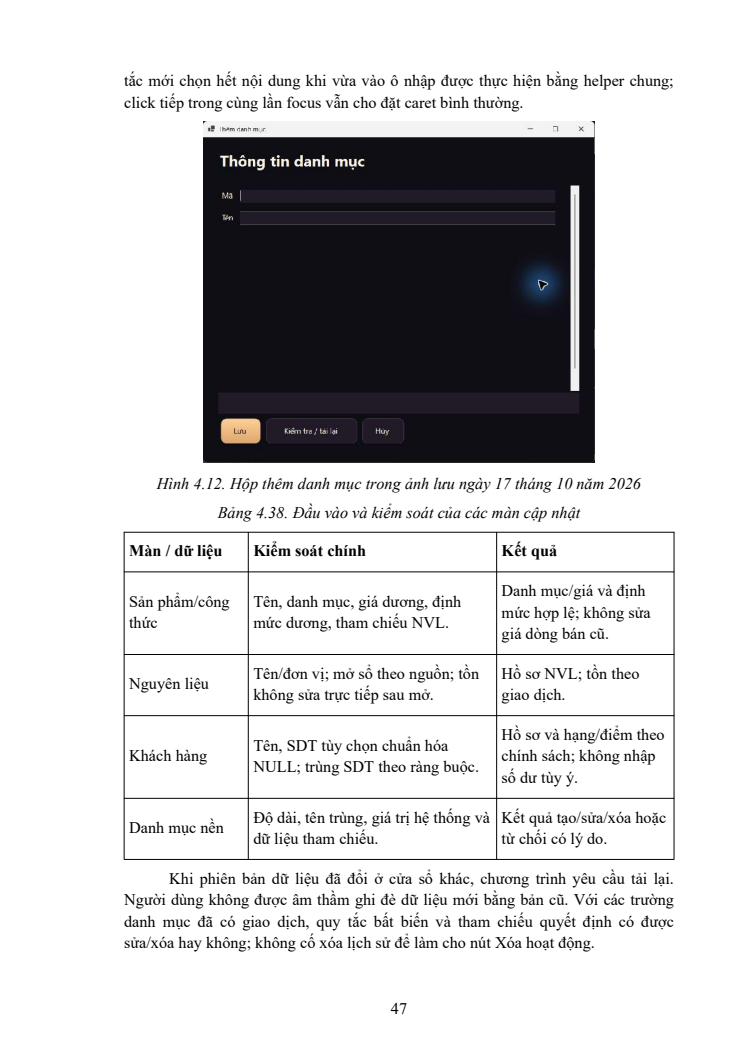 tắc mới chọn hết nội dung khi vừa vào ô nhập được thực hiện bằng helper chung;
click tiếp trong cùng lần focus vẫn cho đặt caret bình thường.
Thêm danh mục
Thông tin danh mục
Mã
Tên
Lưu
Kiểm tra / tải lại
Hủy
Hình 4.12. Hộp thêm danh mục trong ảnh lưu ngày 17 tháng 10 năm 2026
Bảng 4.38. Đầu vào và kiểm soát của các màn cập nhật
Màn / dữ liệu
Kiểm soát chính
Kết quả
Sản phẩm/công
thức
Tên, danh mục, giá dương, định
mức dương, tham chiếu NVL.
Danh mục/giá và định
mức hợp lệ; không sửa
giá dòng bán cũ.
Nguyên liệu
Tên/đơn vị; mở sổ theo nguồn; tồn
không sửa trực tiếp sau mở.
Hồ sơ NVL; tồn theo
giao dịch.
Khách hàng
Tên, SDT tùy chọn chuẩn hóa
NULL; trùng SDT theo ràng buộc.
Hồ sơ và hạng/điểm theo
chính sách; không nhập
số dư tùy ý.
Danh mục nền
Độ dài, tên trùng, giá trị hệ thống và
dữ liệu tham chiếu.
Kết quả tạo/sửa/xóa hoặc
từ chối có lý do.
Khi phiên bản dữ liệu đã đổi ở cửa sổ khác, chương trình yêu cầu tải lại.
Người dùng không được âm thầm ghi đè dữ liệu mới bằng bản cũ. Với các trường
danh mục đã có giao dịch, quy tắc bất biến và tham chiếu quyết định có được
sửa/xóa hay không; không cố xóa lịch sử để làm cho nút Xóa hoạt động.
47